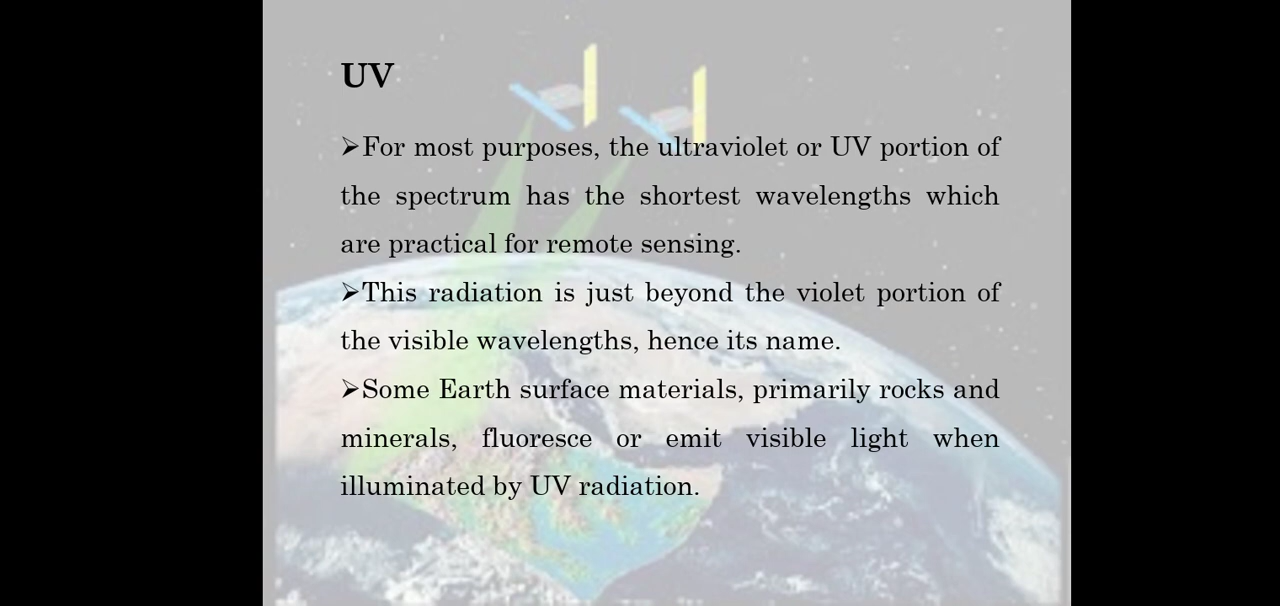 UV
➢For most purposes, the ultraviolet or UV portion of
the spectrum has the shortest wavelengths which
are practical for remote sensing.
➢This radiation is just beyond the violet portion of
the visible wavelengths, hence its name.
➢Some Earth surface materials, primarily rocks and
minerals, fluoresce or emit visible light when
illuminated by UV radiation.